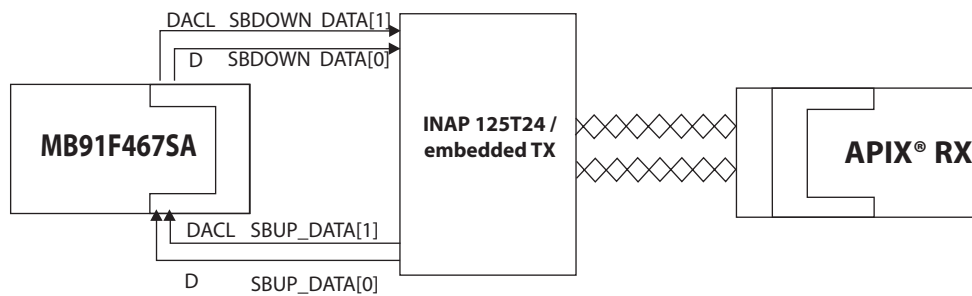 DACL SBDOWN DATA[1]
D SBDOWN DATA[0]
MB91F467SA
INAP 125T24 /
embedded TX
APIX® RX
DACL SBUP_DATA[1]
D SBUP_DATA[0]